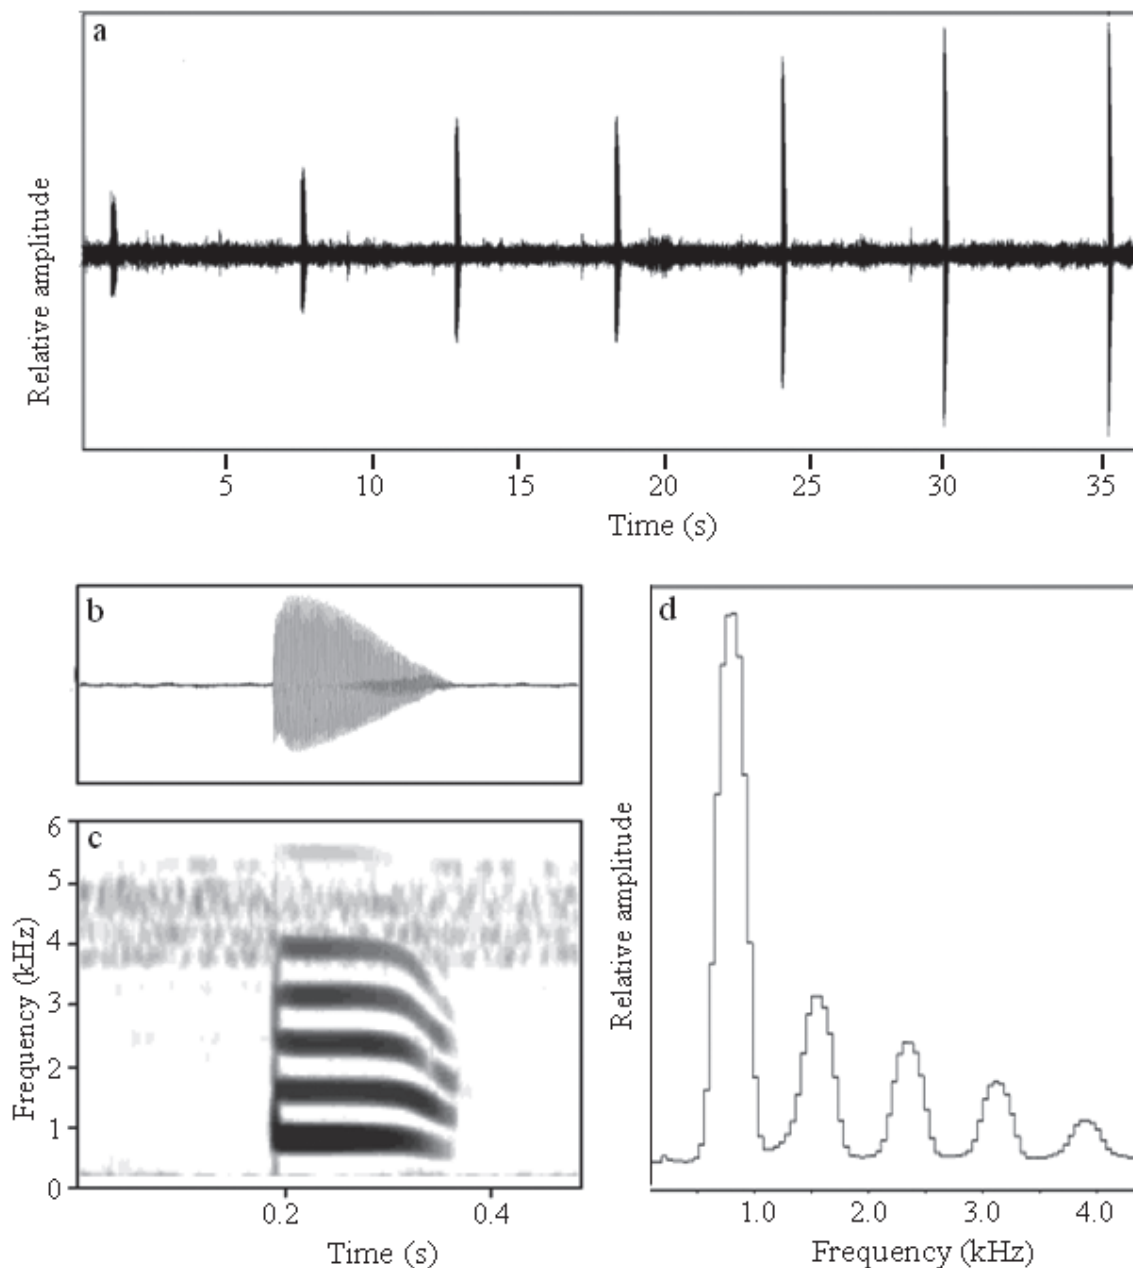 a
Relative amplitude
5 10 15 20 25 30 35
Time (s)
b
c
Frequency (kHz)
6
5
4
3
2
1
0
0.2 0.4
Time (s)
d
Relative amplitude
1.0 2.0 3.0 4.0
Frequency (kHz)